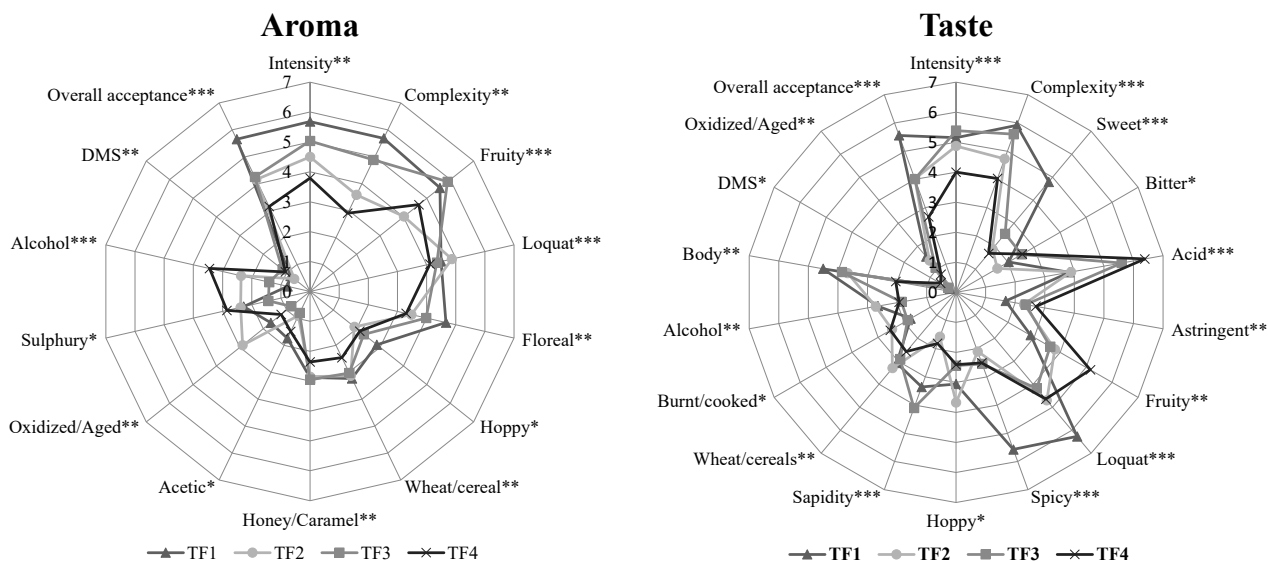 Aroma
Intensity**
Complexity**
Fruity***
Loquat***
Floreal**
Hoppy*
Wheat/cereal**
Honey/Caramel**
Acetic*
Oxidized/Aged**
Sulphury*
Alcohol***
DMS**
Overall acceptance***
7
6
5
4
3
2
1
0
TF1 TF2 TF3 TF4
Taste
Intensity***
Complexity***
Sweet***
Bitter*
Acid***
Astringent**
Fruity**
Loquat***
Spicy***
Hoppy*
Sapidity***
Wheat/cereals**
Burnt/cooked*
Alcohol**
Body**
DMS*
Oxidized/Aged**
Overall acceptance***
7
6
5
4
3
2
1
0
TF1 TF2 TF3 TF4